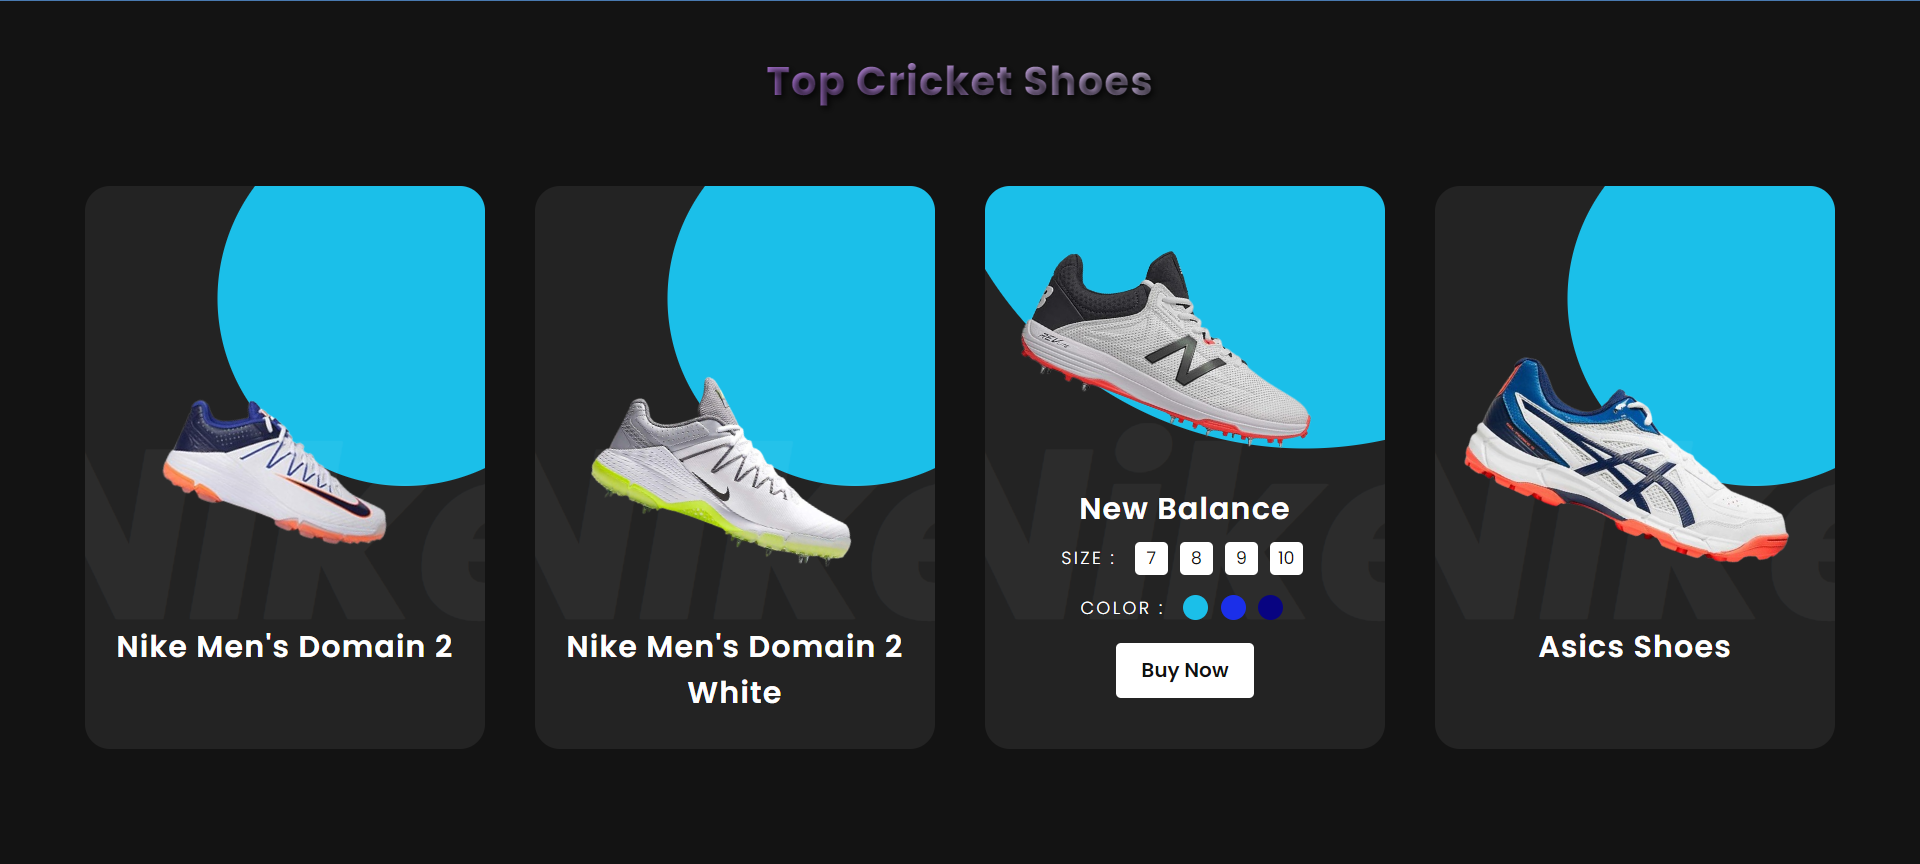 Top Cricket Shoes
Nike
Nike Men's Domain 2
Nike
Nike Men's Domain 2
White
Nike
New Balance
SIZE : 7 8 9 10
COLOR :
Buy Now
Nike
Asics Shoes